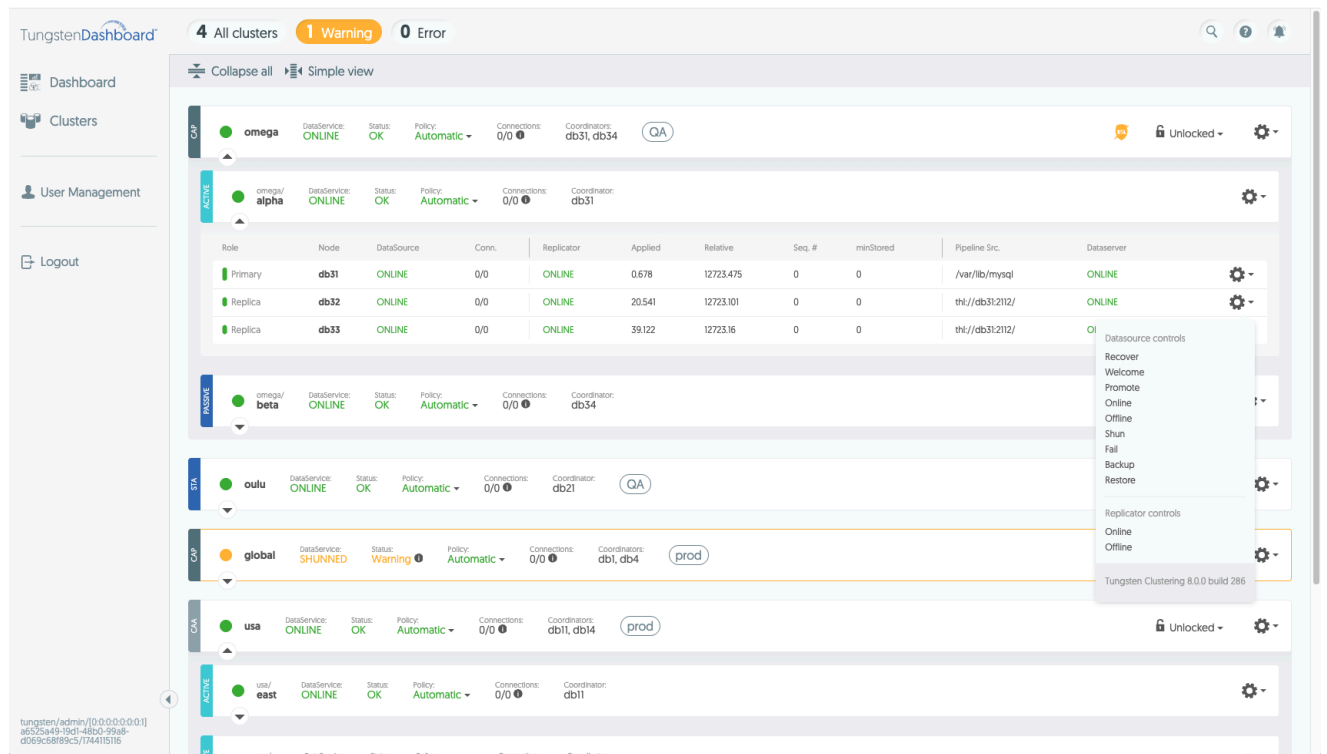 TungstenDashboard
4 All clusters 1 Warning 0 Error
Collapse all Simple view
Dashboard
Clusters
User Management
Logout
CAP
omega DataService: ONLINE Status: OK Policy: Automatic Connections: 0/0 Coordinators: db31, db34 QA Unlocked
ACTIVE
omega/ alpha DataService: ONLINE Status: OK Policy: Automatic Connections: 0/0 Coordinator: db31
Role Node DataSource Conn. Replicator Applied Relative Seq. # minStored Pipeline Src. Dataserver
Primary db31 ONLINE 0/0 ONLINE 0.678 12723.475 0 0 /var/lib/mysql ONLINE
Replica db32 ONLINE 0/0 ONLINE 20.541 12723.101 0 0 thl://db31:2112/ ONLINE
Replica db33 ONLINE 0/0 ONLINE 39.122 12723.16 0 0 thl://db31:2112/
Datasource controls
Recover
Welcome
Promote
Online
Offline
Shun
Fail
Backup
Restore
Replicator controls
Online
Offline
Tungsten Clustering 8.0.0 build 286
PASSIVE
omega/ beta DataService: ONLINE Status: OK Policy: Automatic Connections: 0/0 Coordinator: db34
STA
oulu DataService: ONLINE Status: OK Policy: Automatic Connections: 0/0 Coordinator: db21 QA
CAP
global DataService: SHUNNED Status: Warning Policy: Automatic Connections: 0/0 Coordinators: db1, db4 prod
CAA
usa DataService: ONLINE Status: OK Policy: Automatic Connections: 0/0 Coordinators: db11, db14 prod Unlocked
ACTIVE
usa/ east DataService: ONLINE Status: OK Policy: Automatic Connections: 0/0 Coordinator: db11
tungsten/admin/[0:0:0:0:0:0:0:1]
a6525a49-19d1-48b0-99a8-
d069c68f89c5/1744115116